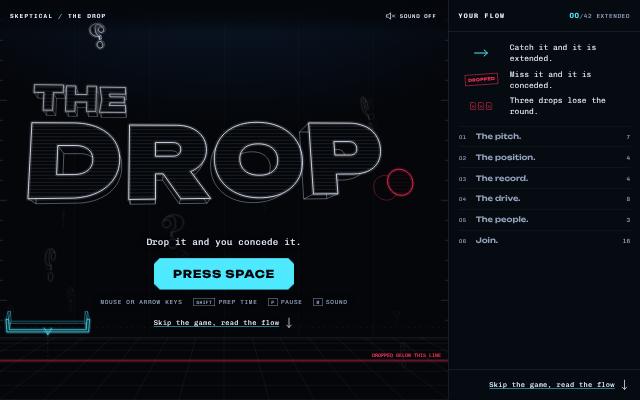 SKEPTICAL / THE DROP
SOUND OFF
THE
DROP.
Drop it and you concede it.
PRESS SPACE
MOUSE OR ARROW KEYS SHIFT PREP TIME P PAUSE M SOUND
Skip the game, read the flow ↓
DROPPED BELOW THIS LINE
YOUR FLOW
00/42 EXTENDED
→ Catch it and it is
extended.
DROPPED Miss it and it is
conceded.
Three drops lose the
round.
01 The pitch. 7
02 The position. 4
03 The record. 4
04 The drive. 8
05 The people. 3
06 Join. 16
Skip the game, read the flow ↓